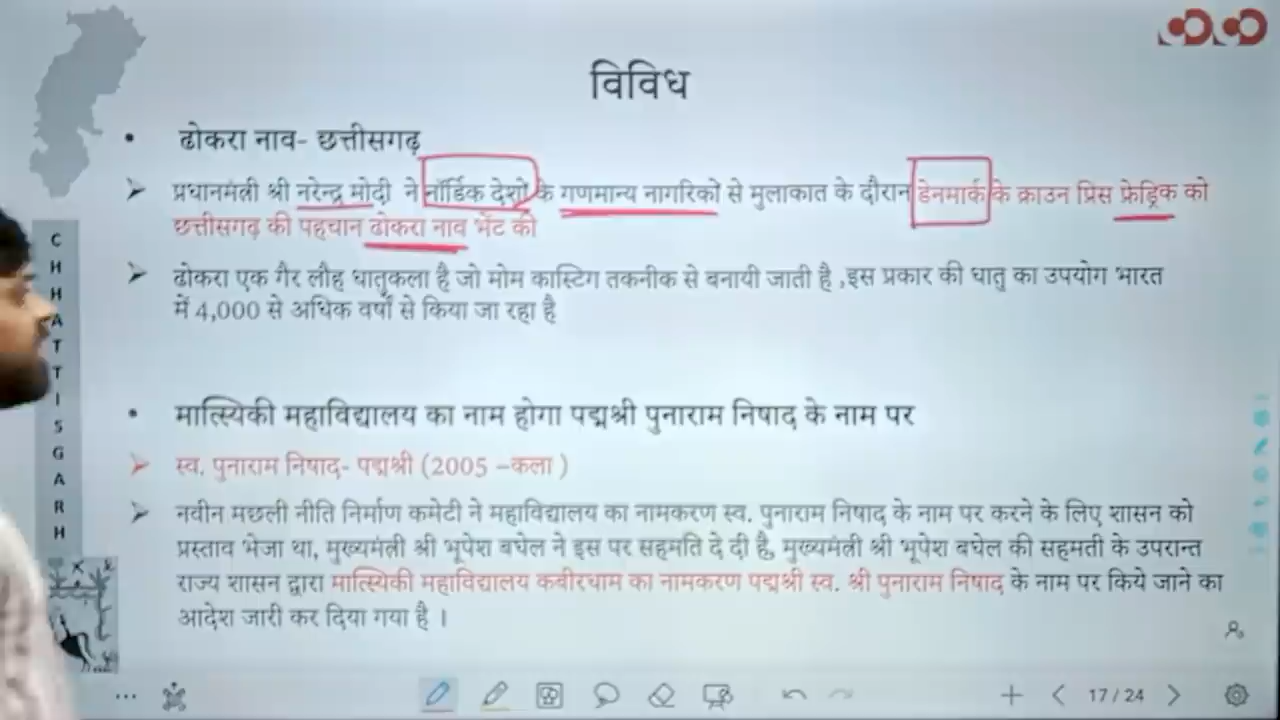 विविध
• ढोकरा नाव- छत्तीसगढ़
➢ प्रधानमंत्री श्री नरेन्द्र मोदी ने नॉर्डिक देशों के गणमान्य नागरिकों से मुलाकात के दौरान डेनमार्क के क्राउन प्रिंस फ्रेड्रिक को
छत्तीसगढ़ की पहचान ढोकरा नाव भेंट की
➢ ढोकरा एक गैर लौह धातुकला है जो मोम कास्टिंग तकनीक से बनायी जाती है ,इस प्रकार की धातु का उपयोग भारत
में 4,000 से अधिक वर्षों से किया जा रहा है
• मात्स्यिकी महाविद्यालय का नाम होगा पद्मश्री पुनाराम निषाद के नाम पर
➢ स्व. पुनाराम निषाद- पद्मश्री (2005 –कला )
➢ नवीन मछली नीति निर्माण कमेटी ने महाविद्यालय का नामकरण स्व. पुनाराम निषाद के नाम पर करने के लिए शासन को
प्रस्ताव भेजा था, मुख्यमंत्री श्री भूपेश बघेल ने इस पर सहमति दे दी है, मुख्यमंत्री श्री भूपेश बघेल की सहमती के उपरान्त
राज्य शासन द्वारा मात्स्यिकी महाविद्यालय कबीरधाम का नामकरण पद्मश्री स्व. श्री पुनाराम निषाद के नाम पर किये जाने का
आदेश जारी कर दिया गया है ।
CHHATTISGARH
17/24